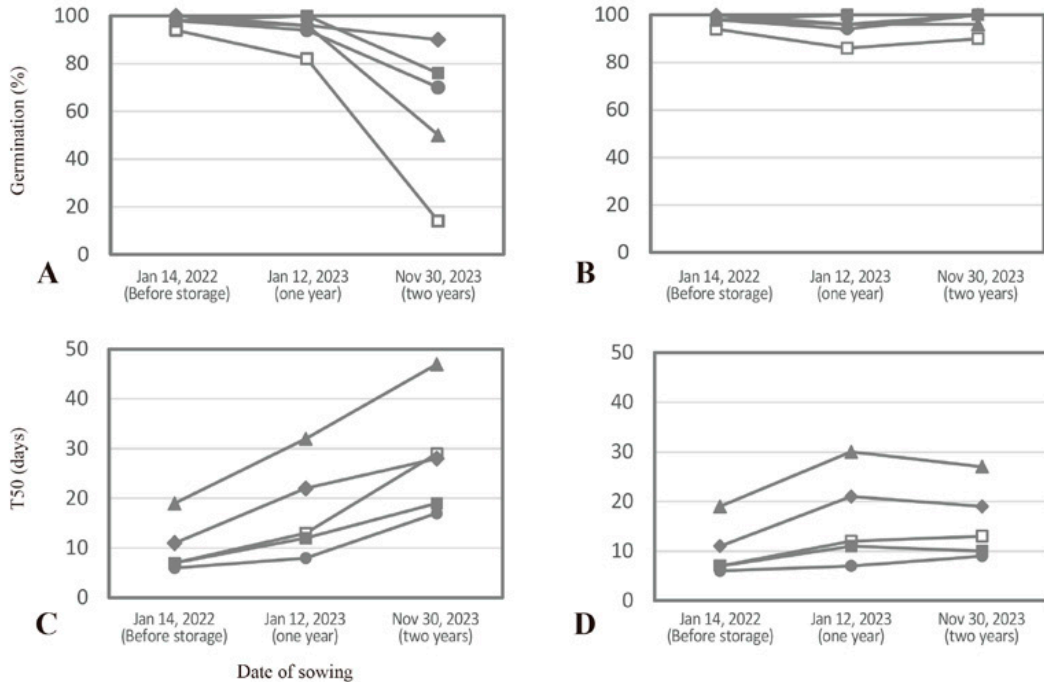 Germination (%)
100
80
60
40
20
0
A
Jan 14, 2022
(Before storage)
Jan 12, 2023
(one year)
Nov 30, 2023
(two years)
100
80
60
40
20
0
B
Jan 14, 2022
(Before storage)
Jan 12, 2023
(one year)
Nov 30, 2023
(two years)
T50 (days)
50
40
30
20
10
0
C
Jan 14, 2022
(Before storage)
Jan 12, 2023
(one year)
Nov 30, 2023
(two years)
50
40
30
20
10
0
D
Jan 14, 2022
(Before storage)
Jan 12, 2023
(one year)
Nov 30, 2023
(two years)
Date of sowing